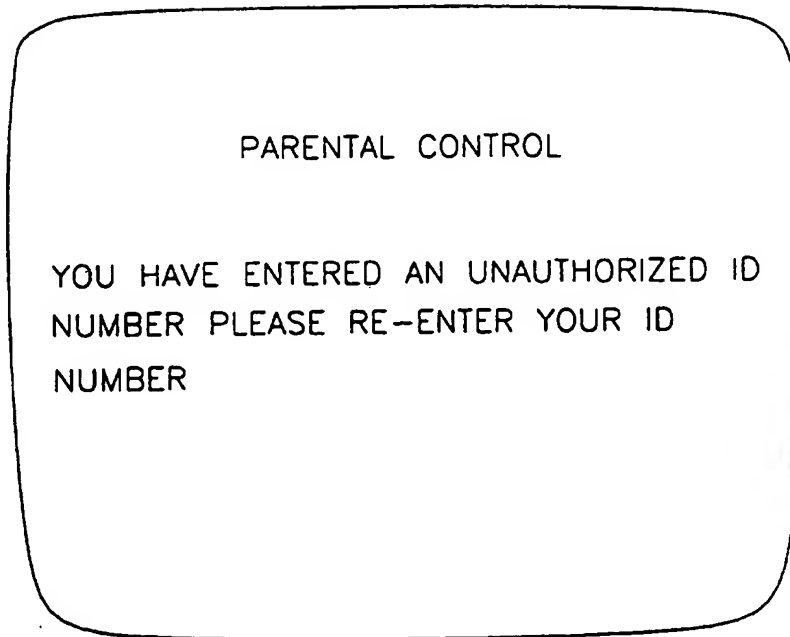 PARENTAL CONTROL
YOU HAVE ENTERED AN UNAUTHORIZED ID
NUMBER PLEASE RE-ENTER YOUR ID
NUMBER